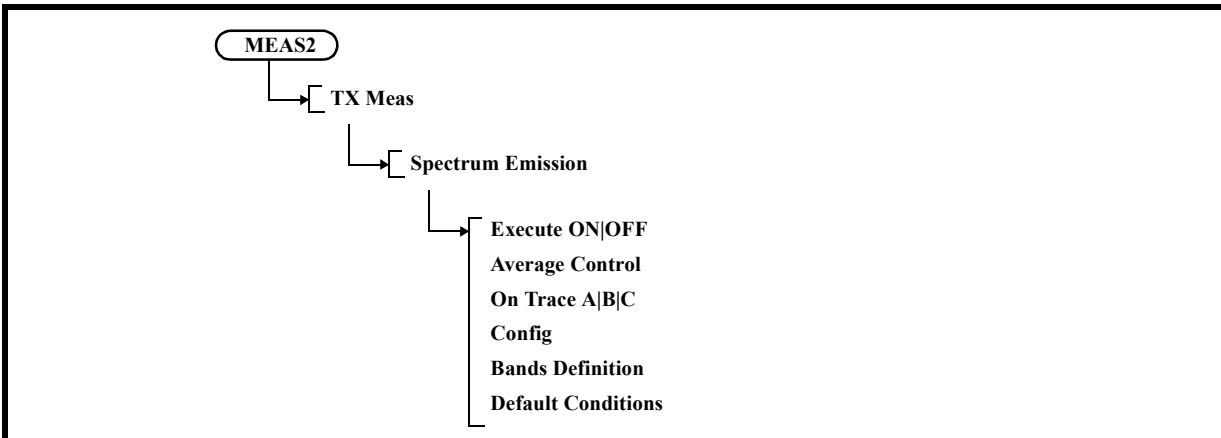 MEAS2
TX Meas
Spectrum Emission
Execute ON|OFF
Average Control
On Trace A|B|C
Config
Bands Definition
Default Conditions